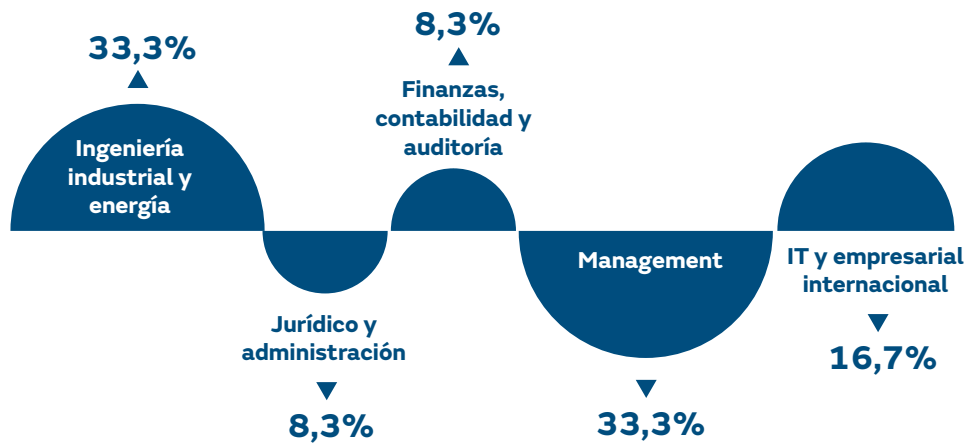 33,3%
Ingeniería
industrial y
energía
Jurídico y
administración
8,3%
8,3%
Finanzas,
contabilidad y
auditoría
Management
33,3%
IT y empresarial
internacional
16,7%